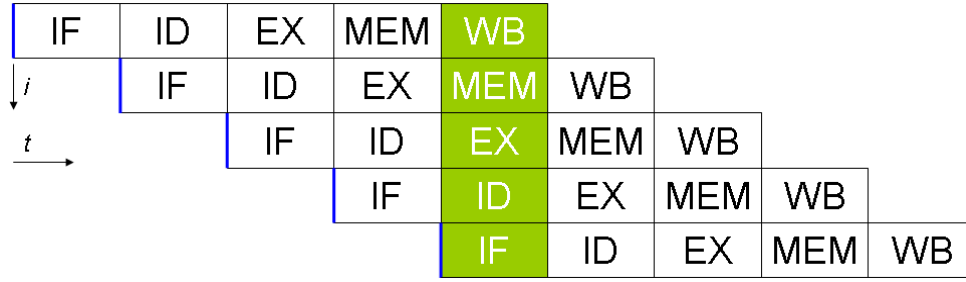 IF ID EX MEM WB
i IF ID EX MEM WB
t IF ID EX MEM WB
IF ID EX MEM WB
IF ID EX MEM WB